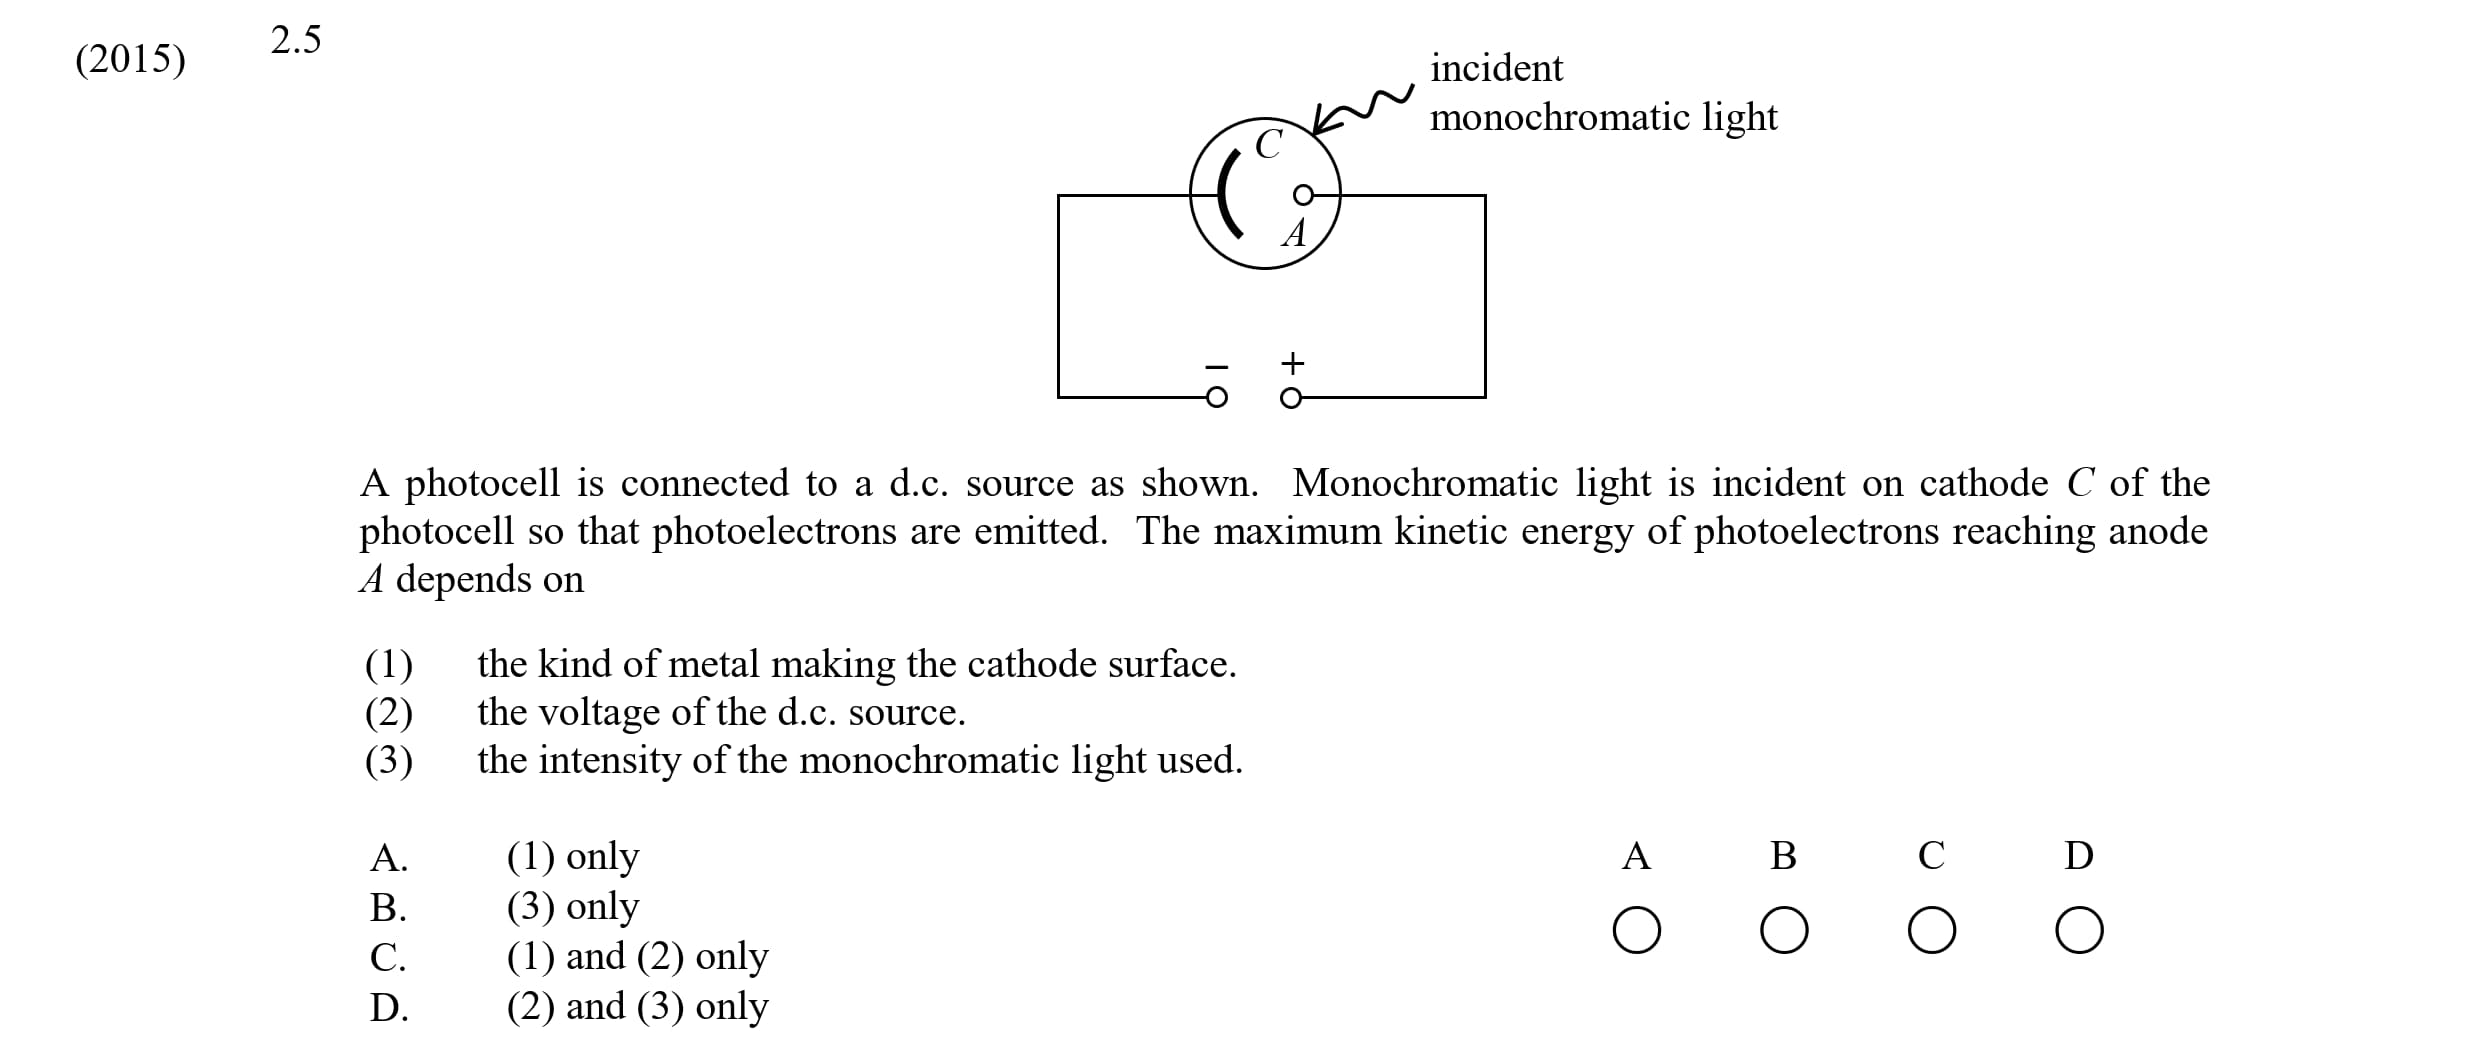 (2015) 2.5
incident
monochromatic light
C
A
− +
A photocell is connected to a d.c. source as shown. Monochromatic light is incident on cathode C of the
photocell so that photoelectrons are emitted. The maximum kinetic energy of photoelectrons reaching anode
A depends on
(1) the kind of metal making the cathode surface.
(2) the voltage of the d.c. source.
(3) the intensity of the monochromatic light used.
A. (1) only A B C D
B. (3) only
C. (1) and (2) only
D. (2) and (3) only